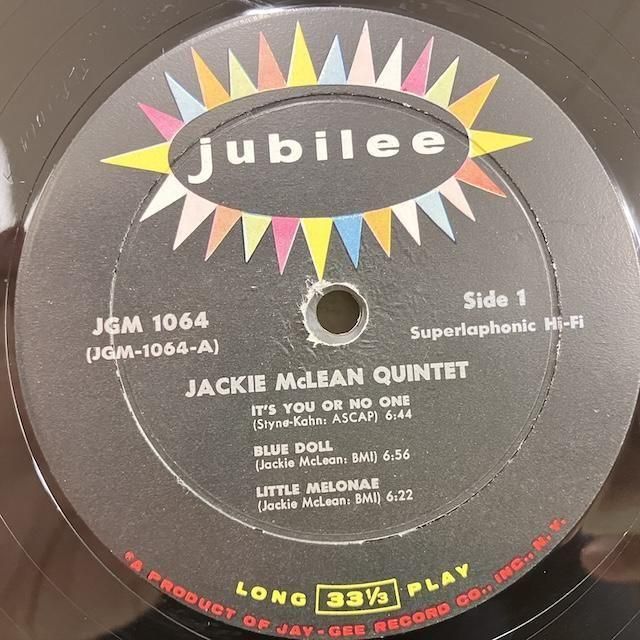 jubilee
JGM 1064
(JGM-1064-A)
Side 1
Superlaphonic Hi-Fi
JACKIE McLEAN QUINTET
IT'S YOU OR NO ONE
(Styne-Kahn: ASCAP) 6:44
BLUE DOLL
(Jackie McLean: BMI) 6:56
LITTLE MELONAE
(Jackie McLean: BMI) 6:22
LONG 33⅓ PLAY
*A PRODUCT OF JAY-GEE RECORD CO., INC., N. Y.